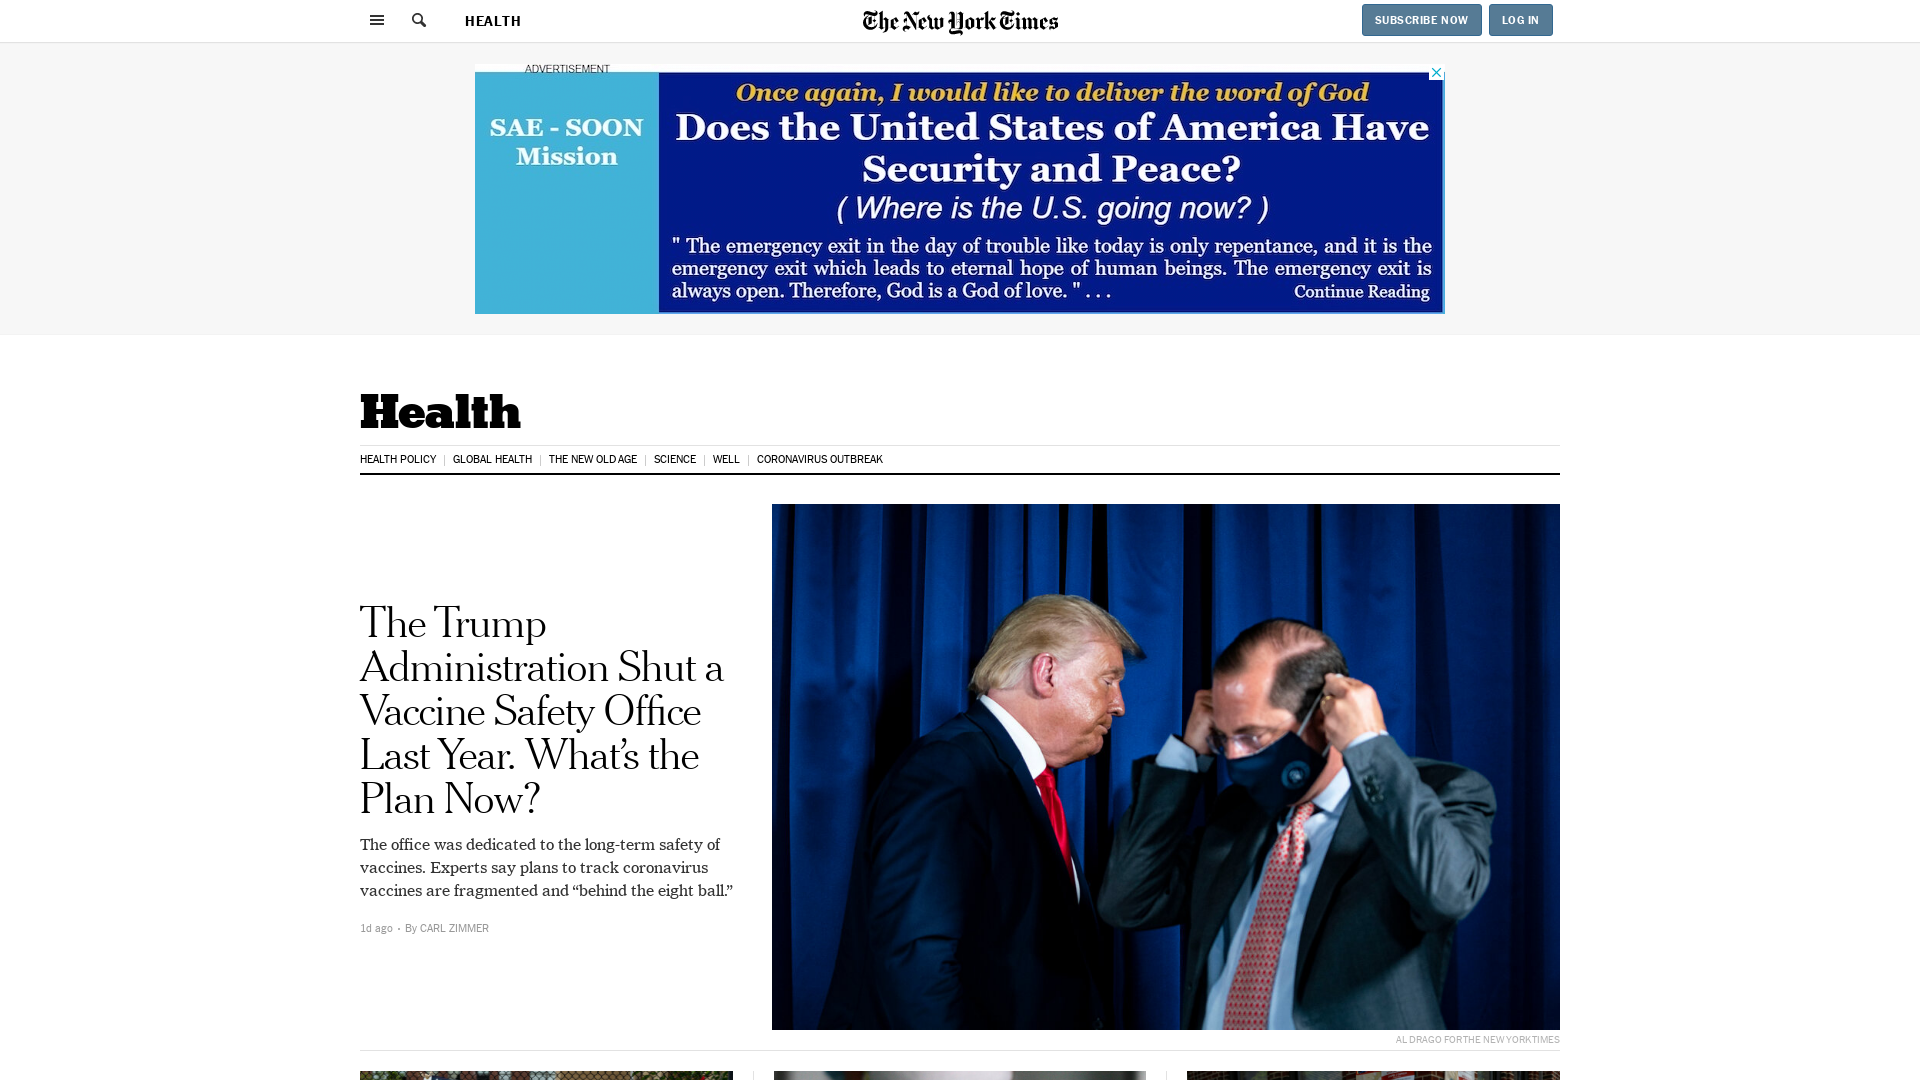 HEALTH
The New York Times
SUBSCRIBE NOW
LOG IN
ADVERTISEMENT
SAE - SOON
Mission
Once again, I would like to deliver the word of God
Does the United States of America Have
Security and Peace?
( Where is the U.S. going now? )
" The emergency exit in the day of trouble like today is only repentance, and it is the
emergency exit which leads to eternal hope of human beings. The emergency exit is
always open. Therefore, God is a God of love. " . . .
Continue Reading
Health
HEALTH POLICY
GLOBAL HEALTH
THE NEW OLD AGE
SCIENCE
WELL
CORONAVIRUS OUTBREAK
The Trump
Administration Shut a
Vaccine Safety Office
Last Year. What’s the
Plan Now?
The office was dedicated to the long-term safety of
vaccines. Experts say plans to track coronavirus
vaccines are fragmented and “behind the eight ball.”
1d ago • By CARL ZIMMER
AL DRAGO FOR THE NEW YORK TIMES